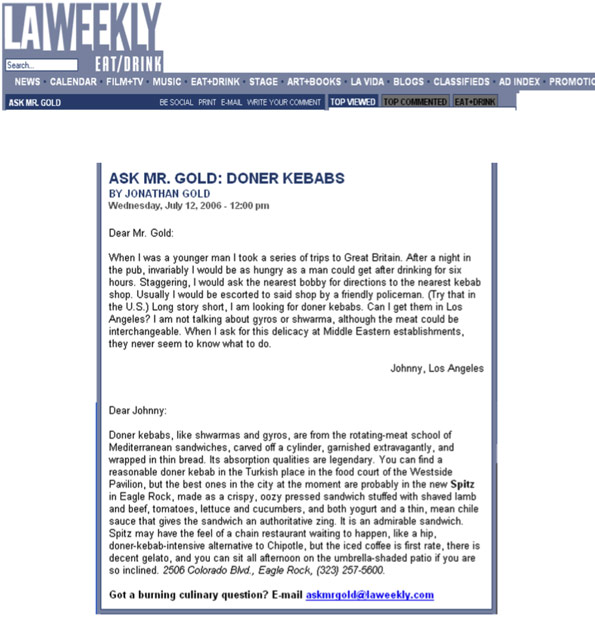 LAWEEKLY
Search...
EAT/DRINK
NEWS · CALENDAR · FILM+TV · MUSIC · EAT+DRINK · STAGE · ART+BOOKS · LA VIDA · BLOGS · CLASSIFIEDS · AD INDEX · PROMOTIO
ASK MR. GOLD BE SOCIAL PRINT E-MAIL WRITE YOUR COMMENT TOP VIEWED TOP COMMENTED EAT+DRINK
ASK MR. GOLD: DONER KEBABS
BY JONATHAN GOLD
Wednesday, July 12, 2006 - 12:00 pm
Dear Mr. Gold:
When I was a younger man I took a series of trips to Great Britain. After a night in
the pub, invariably I would be as hungry as a man could get after drinking for six
hours. Staggering, I would ask the nearest bobby for directions to the nearest kebab
shop. Usually I would be escorted to said shop by a friendly policeman. (Try that in
the U.S.) Long story short, I am looking for doner kebabs. Can I get them in Los
Angeles? I am not talking about gyros or shwarma, although the meat could be
interchangeable. When I ask for this delicacy at Middle Eastern establishments,
they never seem to know what to do.
Johnny, Los Angeles
Dear Johnny:
Doner kebabs, like shwarmas and gyros, are from the rotating-meat school of
Mediterranean sandwiches, carved off a cylinder, garnished extravagantly, and
wrapped in thin bread. Its absorption qualities are legendary. You can find a
reasonable doner kebab in the Turkish place in the food court of the Westside
Pavilion, but the best ones in the city at the moment are probably in the new Spitz
in Eagle Rock, made as a crispy, oozy pressed sandwich stuffed with shaved lamb
and beef, tomatoes, lettuce and cucumbers, and both yogurt and a thin, mean chile
sauce that gives the sandwich an authoritative zing. It is an admirable sandwich.
Spitz may have the feel of a chain restaurant waiting to happen, like a hip,
doner-kebab-intensive alternative to Chipotle, but the iced coffee is first rate, there is
decent gelato, and you can sit all afternoon on the umbrella-shaded patio if you are
so inclined. 2506 Colorado Blvd., Eagle Rock, (323) 257-5600.
Got a burning culinary question? E-mail askmrgold@laweekly.com